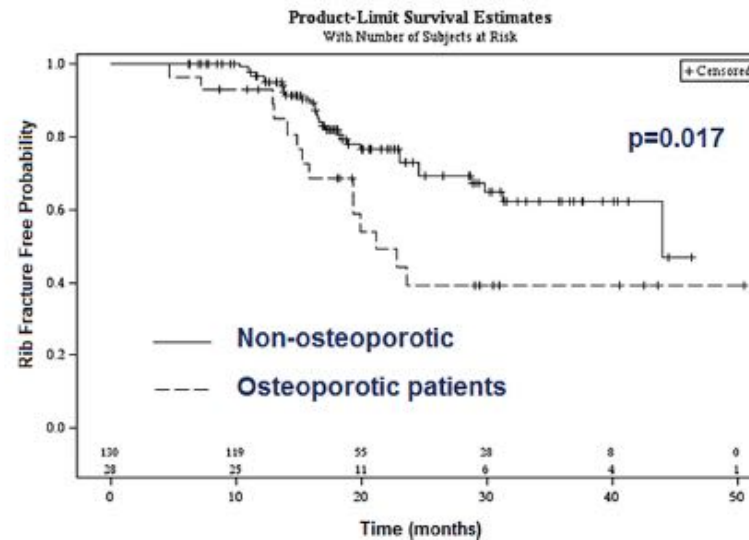 Product-Limit Survival Estimates
With Number of Subjects at Risk
+ Censored
p=0.017
Rib Fracture Free Probability
1.0
0.8
0.6
0.4
0.2
0.0
Non-osteoporotic
Osteoporotic patients
130 119 55 28 8 0
28 25 11 6 4 1
0 10 20 30 40 50
Time (months)